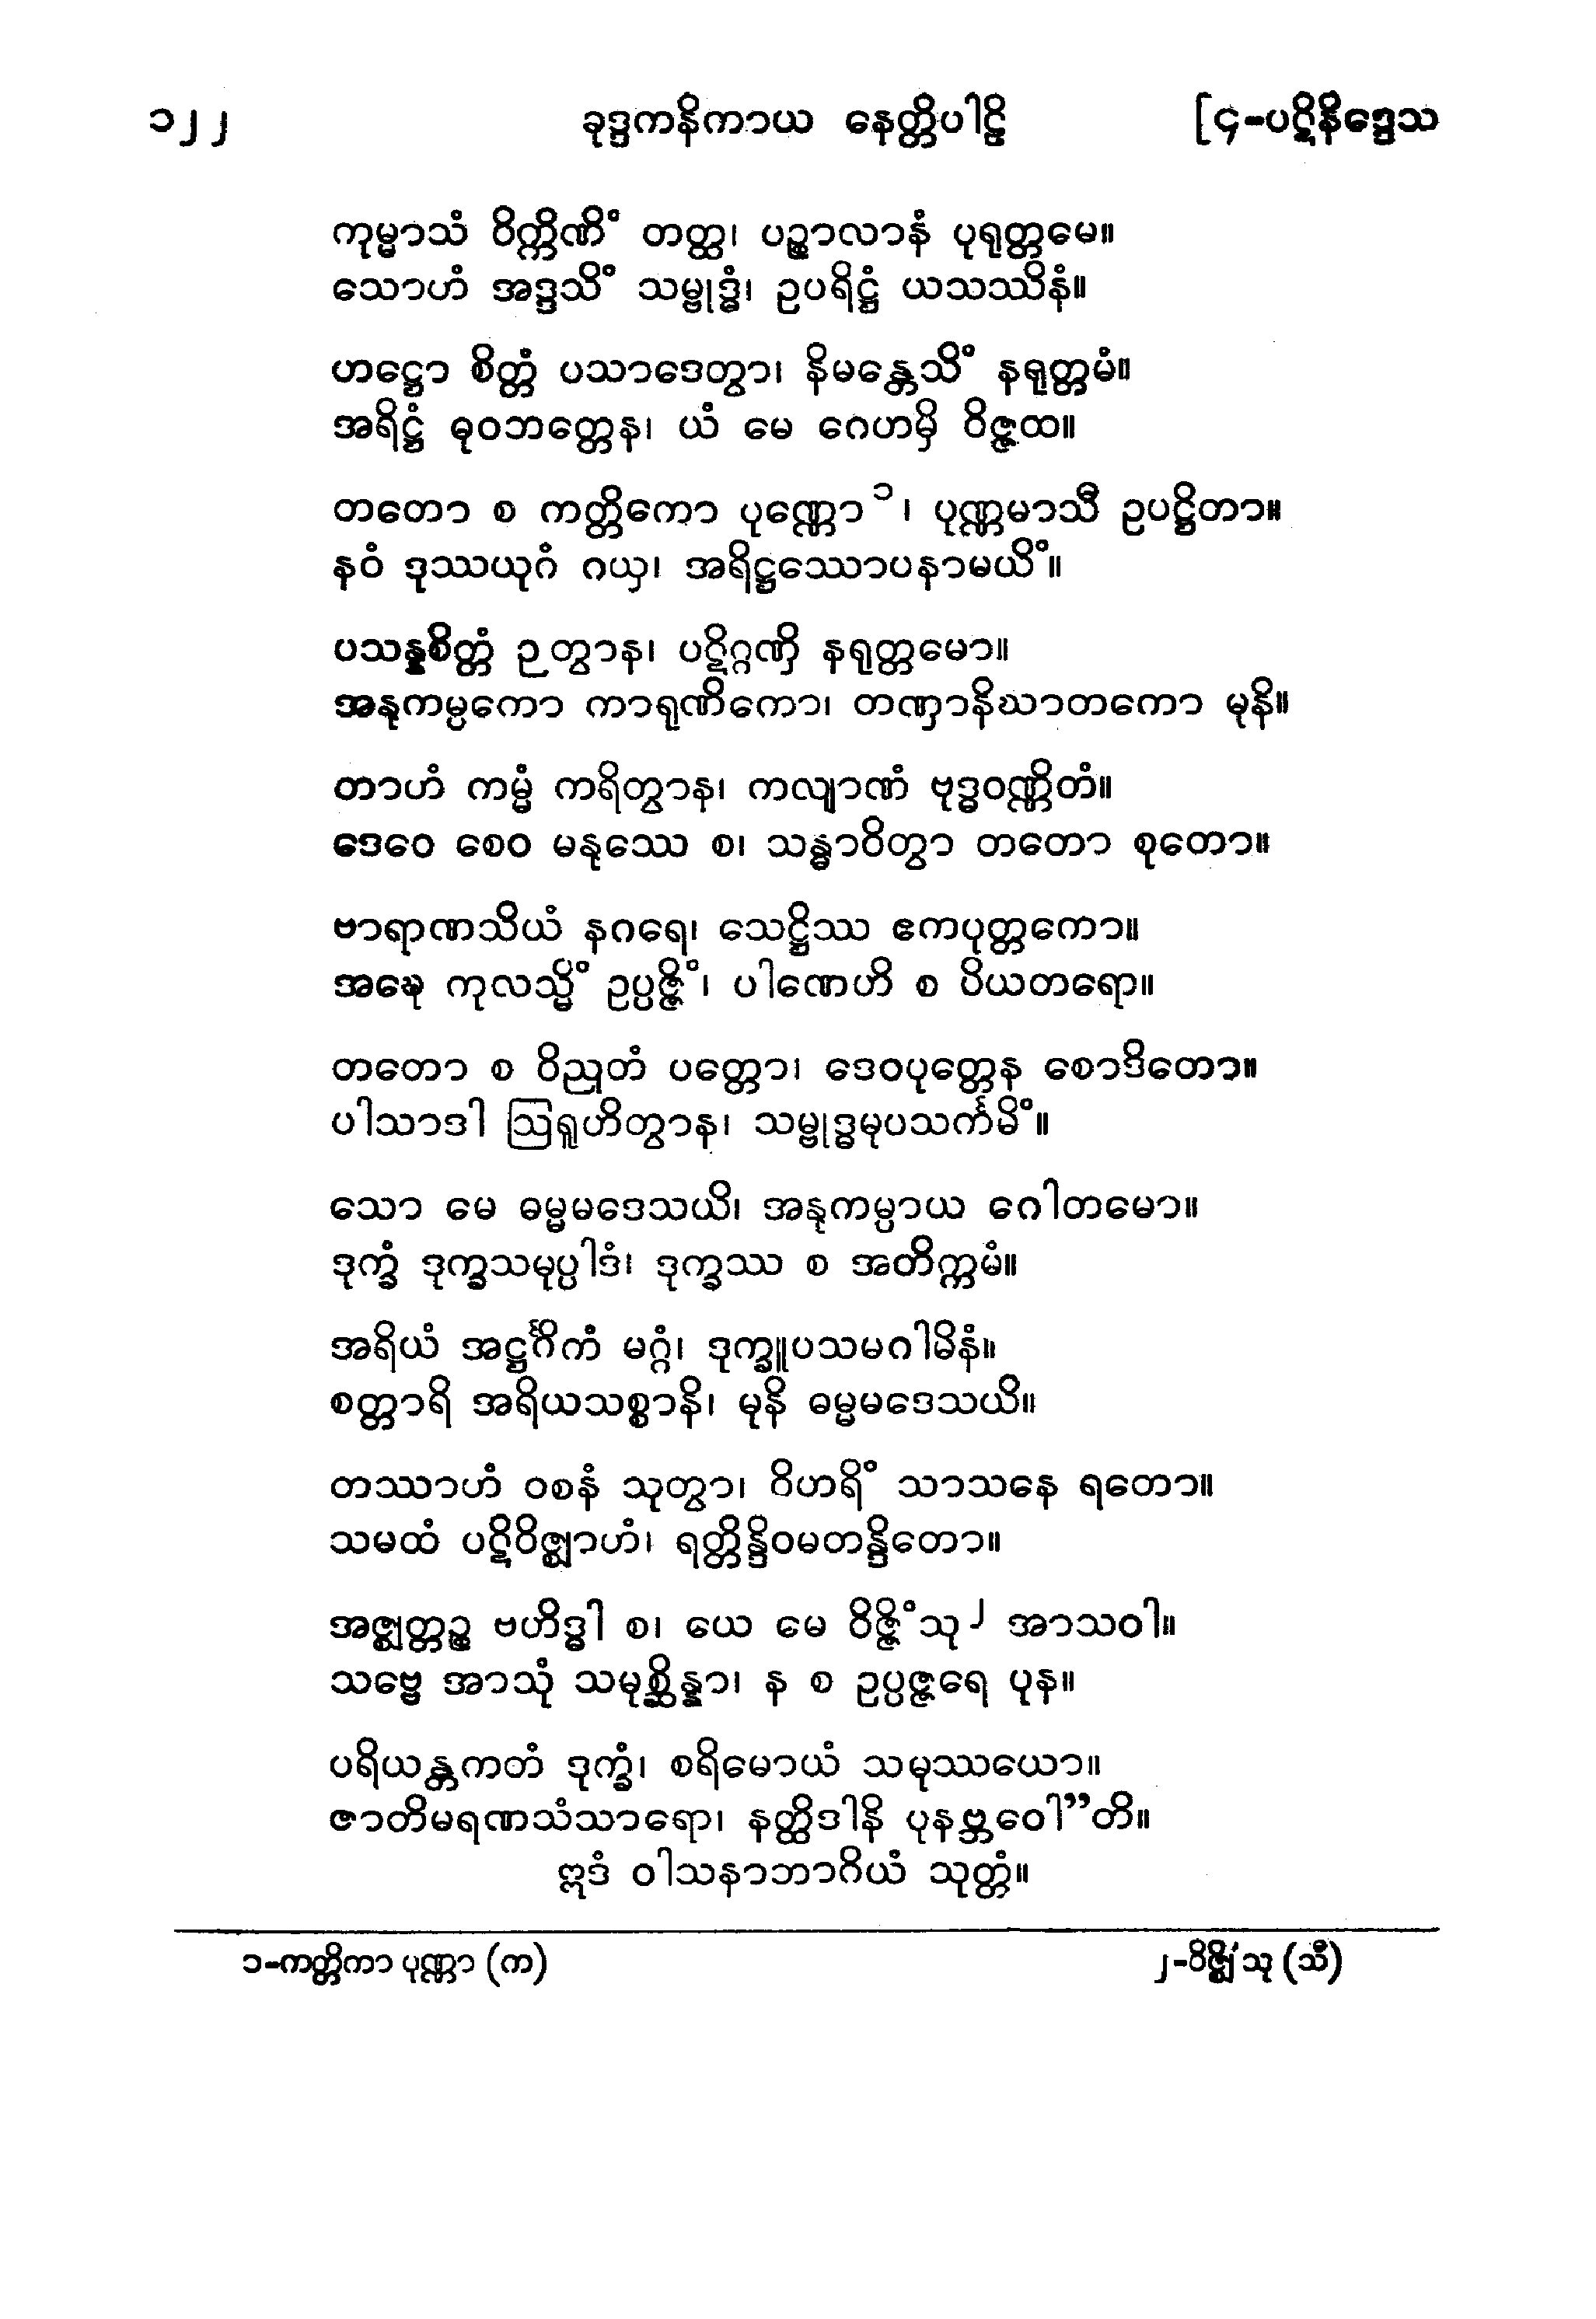 ၁၂၂ ခုဒ္ဒကနိကာယ နေတ္တိပါဠိ [၄-ပဋိနိဒ္ဒေသ
ကုမ္မာသံ ဝိက္ကိဏိံ တတ္ထ၊ ပဉ္စာလာနံ ပုရုတ္တမေ။
သောဟံ အဒ္ဒသိံ သမ္ဗုဒ္ဓံ၊ ဥပရိဋ္ဌံ ယသဿိနံ။
ဟဋ္ဌော စိတ္တံ ပသာဒေတွာ၊ နိမန္တေသိံ နရုတ္တမံ။
အရိဋ္ဌံ ဓုဝဘတ္တေန၊ ယံ မေ ဂေဟမှိ ဝိဇ္ဇထ။
တတော စ ကတ္တိကော ပုဏ္ဏော၁၊ ပုဏ္ဏမာသီ ဥပဋ္ဌိတာ။
နဝံ ဒုဿယုဂံ ဂယှ၊ အရိဋ္ဌဿောပနာမယိံ။
ပသန္နစိတ္တံ ဉတွာန၊ ပဋိဂ္ဂဏှိ နရုတ္တမော။
အနုကမ္ပကော ကာရုဏိကော၊ တဏှာနိဃာတကော မုနိ။
တာဟံ ကမ္မံ ကရိတွာန၊ ကလျာဏံ ဗုဒ္ဓဝဏ္ဏိတံ။
ဒေဝေ စေဝ မနုဿေ စ၊ သန္ဓာဝိတွာ တတော စုတော။
ဗာရာဏသိယံ နဂရေ၊ သေဋ္ဌိဿ ဧကပုတ္တကော။
အဍ္ဎေ ကုလသ္မိံ ဥပ္ပဇ္ဇိံ၊ ပါဏေဟိ စ ပိယတရော။
တတော စ ဝိညုတံ ပတ္တော၊ ဒေဝပုတ္တေန စောဒိတော။
ပါသာဒါ ဩရူဟိတွာန၊ သမ္ဗုဒ္ဓမုပသင်္ကမိံ။
သော မေ ဓမ္မမဒေသယိ၊ အနုကမ္ပာယ ဂေါတမော။
ဒုက္ခံ ဒုက္ခသမုပ္ပါဒံ၊ ဒုက္ခဿ စ အတိက္ကမံ။
အရိယံ အဋ္ဌင်္ဂိကံ မဂ္ဂံ၊ ဒုက္ခူပသမဂါမိနံ။
စတ္တာရိ အရိယသစ္စာနိ၊ မုနိ ဓမ္မမဒေသယိ။
တဿာဟံ ဝစနံ သုတွာ၊ ဝိဟရိံ သာသနေ ရတော။
သမထံ ပဋိဝိဇ္ဈာဟံ၊ ရတ္တိန္ဒိဝမတန္ဒိတော။
အဇ္ဈတ္တဉ္စ ဗဟိဒ္ဓါ စ၊ ယေ မေ ဝိဇ္ဇိံသု၂ အာသဝါ။
သဗ္ဗေ အာသုံ သမုစ္ဆိန္နာ၊ န စ ဥပ္ပဇ္ဇရေ ပုန။
ပရိယန္တကတံ ဒုက္ခံ၊ စရိမောယံ သမုဿယော။
ဇာတိမရဏသံသာရော၊ နတ္ထိဒါနိ ပုနဗ္ဘဝေါ”တိ။
ဣဒံ ဝါသနာဘာဂိယံ သုတ္တံ။
၁-ကတ္တိကာ ပုဏ္ဏာ (က) ၂-ဝိဇ္ဈိံသု (သီ)